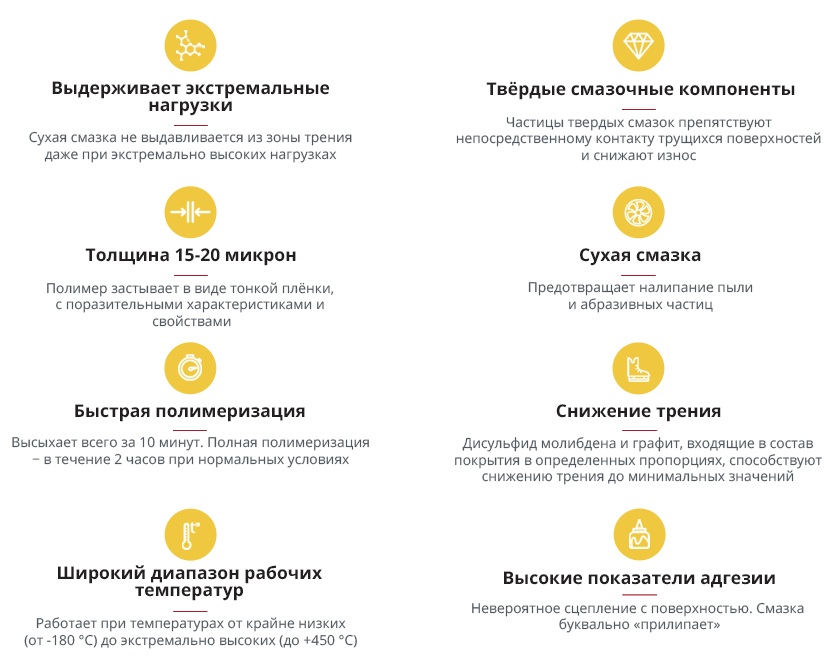 Выдерживает экстремальные
нагрузки
Сухая смазка не выдавливается из зоны трения
даже при экстремально высоких нагрузках
Твёрдые смазочные компоненты
Частицы твердых смазок препятствуют
непосредственному контакту трущихся поверхностей
и снижают износ
Толщина 15-20 микрон
Полимер застывает в виде тонкой плёнки,
с поразительными характеристиками и
свойствами
Сухая смазка
Предотвращает налипание пыли
и абразивных частиц
Быстрая полимеризация
Высыхает всего за 10 минут. Полная полимеризация
– в течение 2 часов при нормальных условиях
Снижение трения
Дисульфид молибдена и графит, входящие в состав
покрытия в определенных пропорциях, способствуют
снижению трения до минимальных значений
t°
Широкий диапазон рабочих
температур
Работает при температурах от крайне низких
(от -180 °C) до экстремально высоких (до +450 °C)
Высокие показатели адгезии
Невероятное сцепление с поверхностью. Смазка
буквально «прилипает»